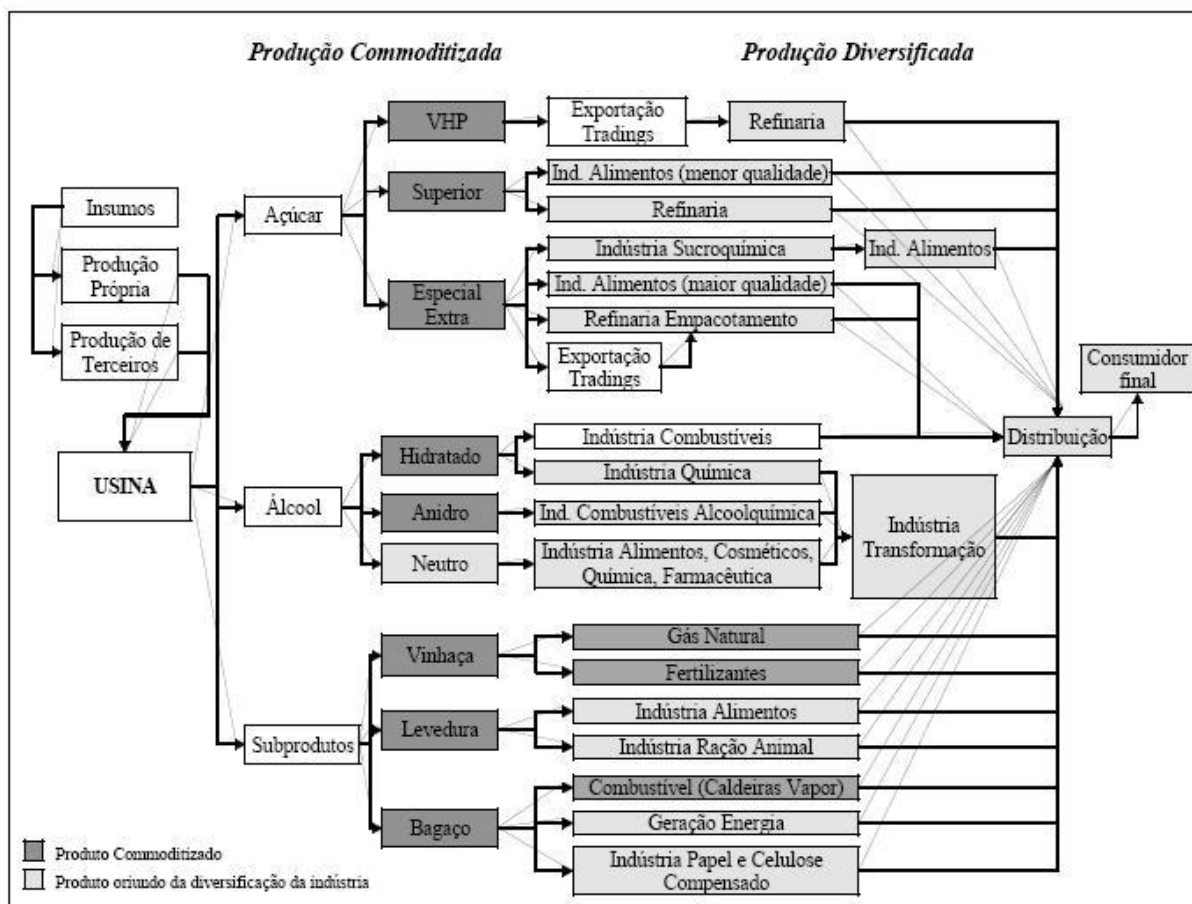 Produção Commoditizada
Produção Diversificada
VHP
Exportação
Tradings
Refinaria
Superior
Ind. Alimentos (menor qualidade)
Refinaria
Insumos
Açúcar
Indústria Sucroquímica
Ind. Alimentos
Produção
Própria
Especial
Extra
Ind. Alimentos (maior qualidade)
Refinaria Empacotamento
Produção de
Terceiros
Exportação
Tradings
Consumidor
final
Distribuição
USINA
Álcool
Hidratado
Indústria Combustíveis
Indústria Química
Anidro
Ind. Combustíveis Alcoolquímica
Neutro
Indústria Alimentos, Cosméticos,
Química, Farmacêutica
Indústria
Transformação
Subprodutos
Vinhaça
Gás Natural
Fertilizantes
Levedura
Indústria Alimentos
Indústria Ração Animal
Bagaço
Combustível (Caldeiras Vapor)
Geração Energia
Indústria Papel e Celulose
Compensado
Produto Commoditizado
Produto oriundo da diversificação da indústria